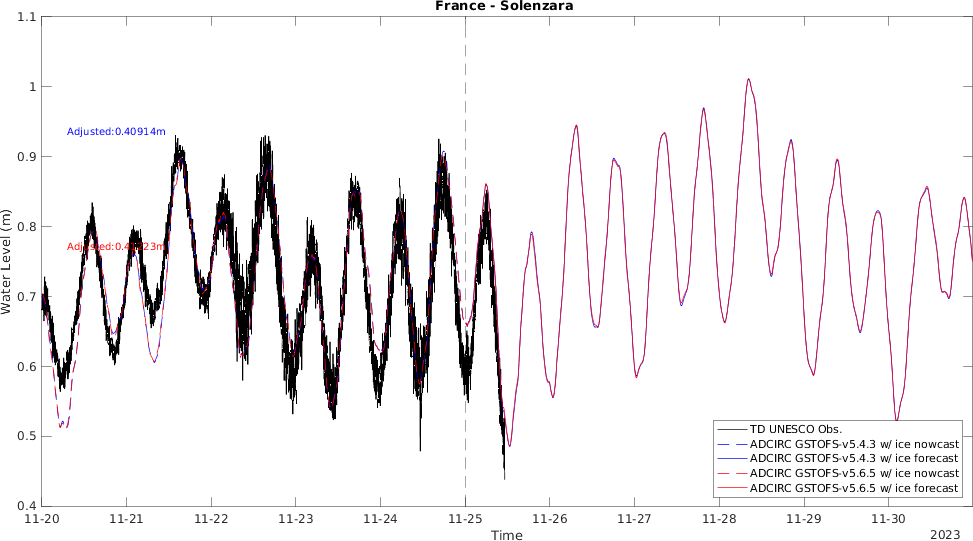 France - Solenzara
1.1
1
0.9
0.8
0.7
0.6
0.5
0.4
Water Level (m)
Adjusted:0.40914m
11-20
11-21
11-22
11-23
11-24
11-25
11-26
11-27
11-28
11-29
11-30
Time
2023
TD UNESCO Obs.
ADCIRC GSTOFS-v5.4.3 w/ ice nowcast
ADCIRC GSTOFS-v5.4.3 w/ ice forecast
ADCIRC GSTOFS-v5.6.5 w/ ice nowcast
ADCIRC GSTOFS-v5.6.5 w/ ice forecast